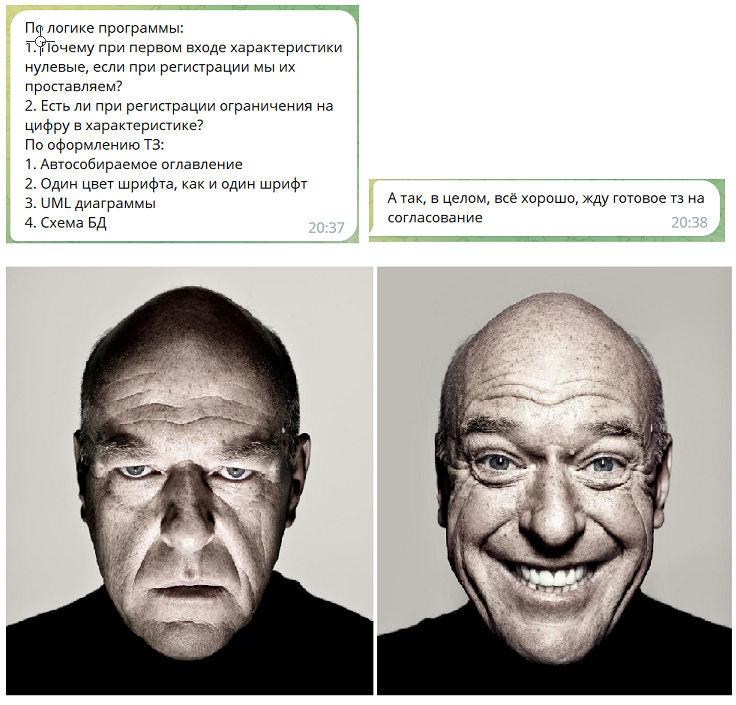 По логике программы:
1. Почему при первом входе характеристики
нулевые, если при регистрации мы их
проставляем?
2. Есть ли при регистрации ограничения на
цифру в характеристике?
По оформлению ТЗ:
1. Автособираемое оглавление
2. Один цвет шрифта, как и один шрифт
3. UML диаграммы
4. Схема БД
20:37
А так, в целом, всё хорошо, жду готовое тз на
согласование
20:38